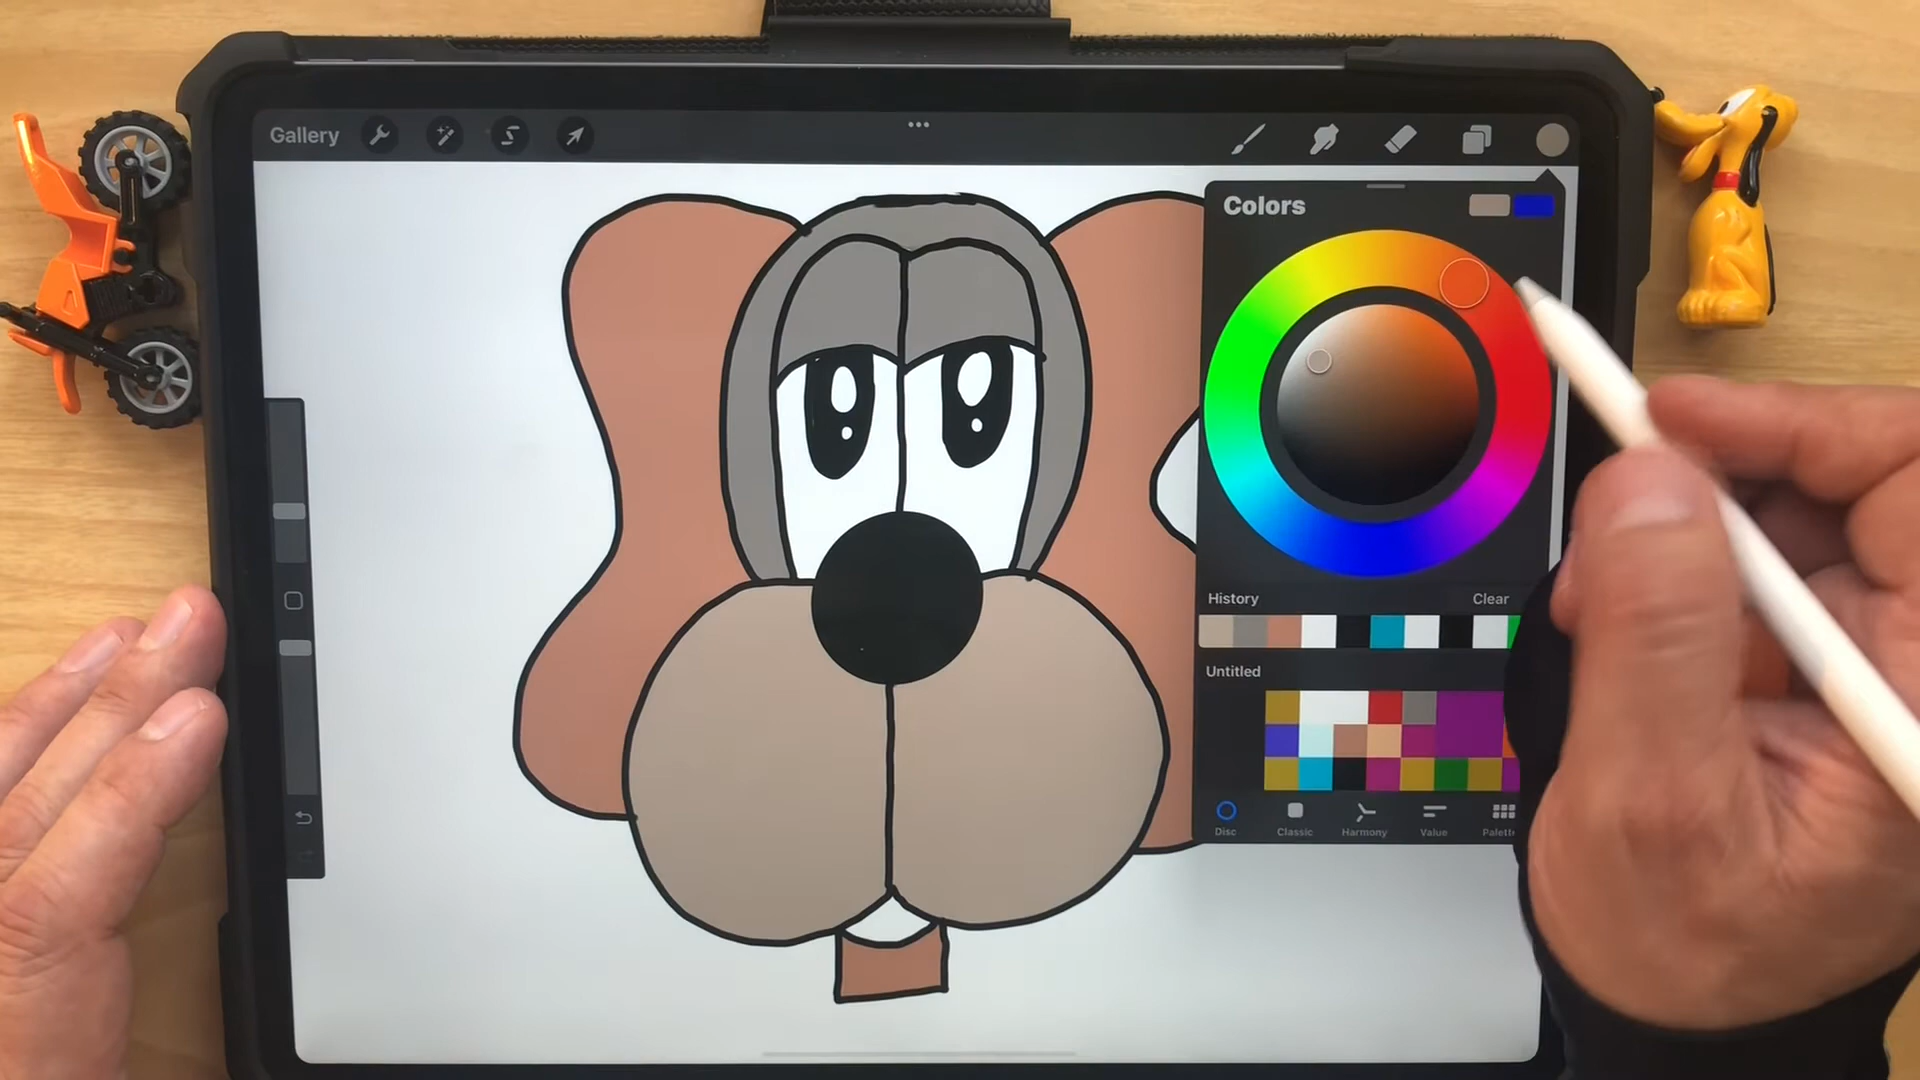 Gallery
Colors
History Clear
Untitled
Disc Classic Harmony Value